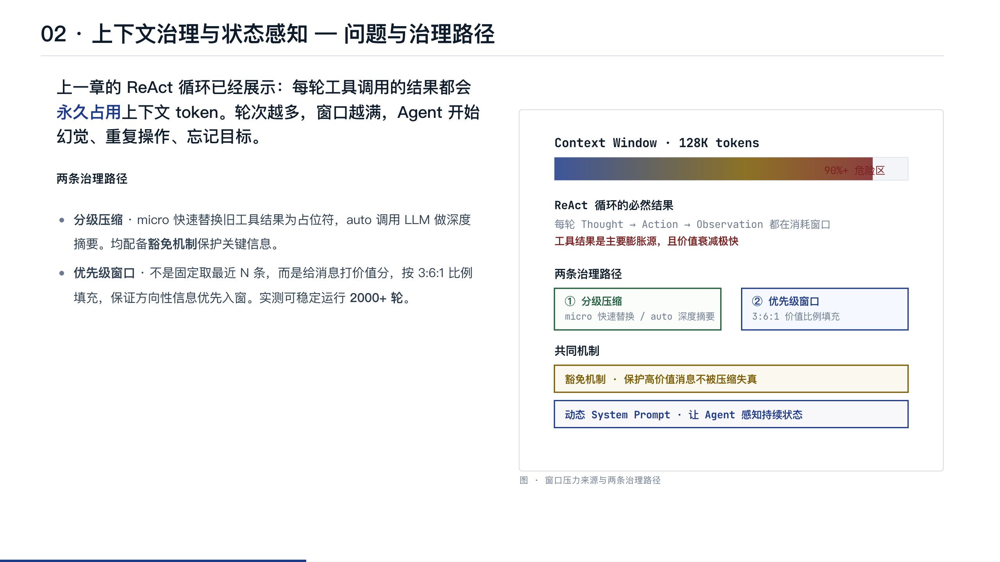 02 · 上下文治理与状态感知 — 问题与治理路径
上一章的 ReAct 循环已经展示：每轮工具调用的结果都会
永久占用上下文 token。轮次越多，窗口越满，Agent 开始
幻觉、重复操作、忘记目标。
两条治理路径
• 分级压缩 · micro 快速替换旧工具结果为占位符，auto 调用 LLM 做深度
摘要。均配备豁免机制保护关键信息。
• 优先级窗口 · 不是固定取最近 N 条，而是给消息打价值分，按 3:6:1 比例
填充，保证方向性信息优先入窗。实测可稳定运行 2000+ 轮。
Context Window · 128K tokens
90%+ 危险区
ReAct 循环的必然结果
每轮 Thought → Action → Observation 都在消耗窗口
工具结果是主要膨胀源，且价值衰减极快
两条治理路径
① 分级压缩
micro 快速替换 / auto 深度摘要
② 优先级窗口
3:6:1 价值比例填充
共同机制
豁免机制 · 保护高价值消息不被压缩失真
动态 System Prompt · 让 Agent 感知持续状态
图 · 窗口压力来源与两条治理路径